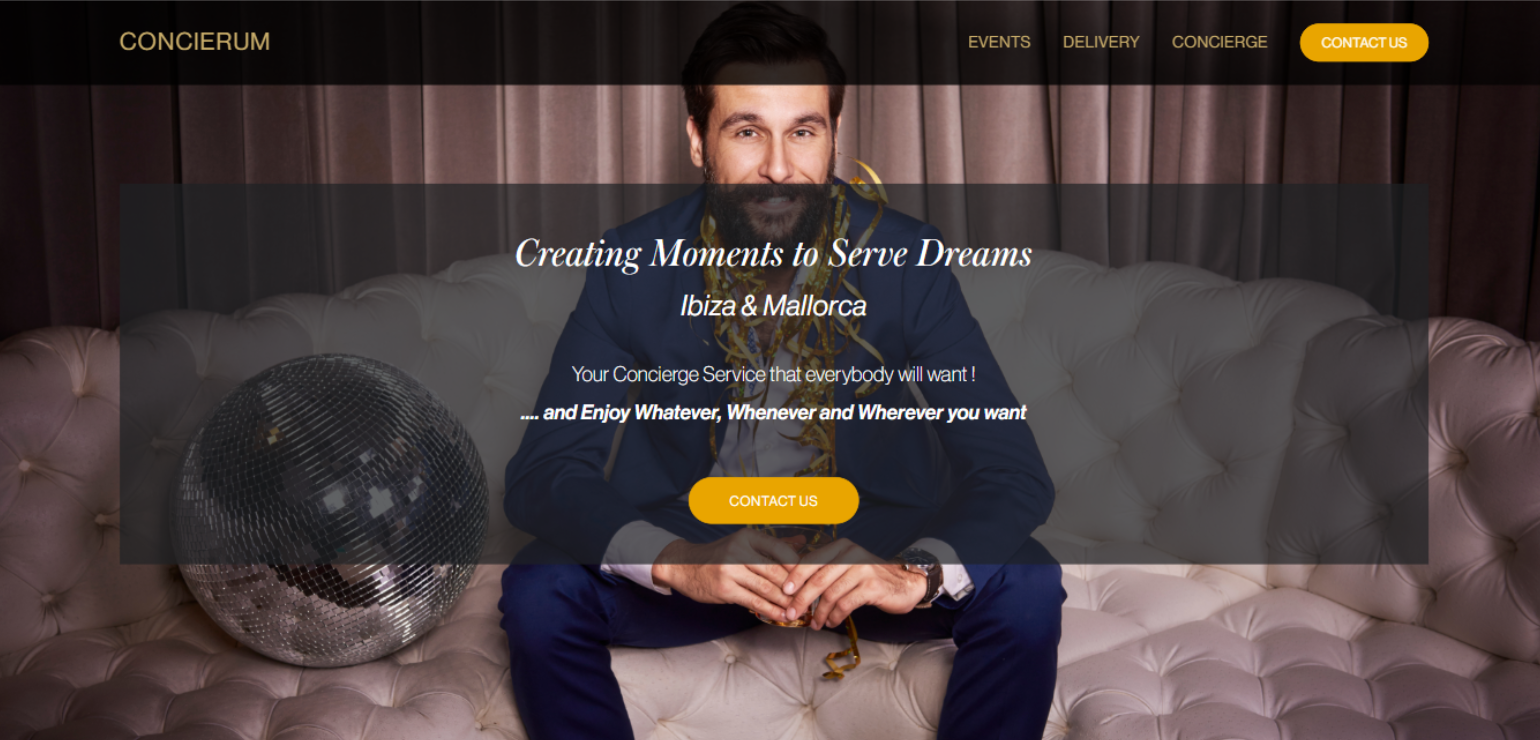 CONCIERUM
EVENTS DELIVERY CONCIERGE CONTACT US
Creating Moments to Serve Dreams
Ibiza & Mallorca
Your Concierge Service that everybody will want !
.... and Enjoy Whatever, Whenever and Wherever you want
CONTACT US